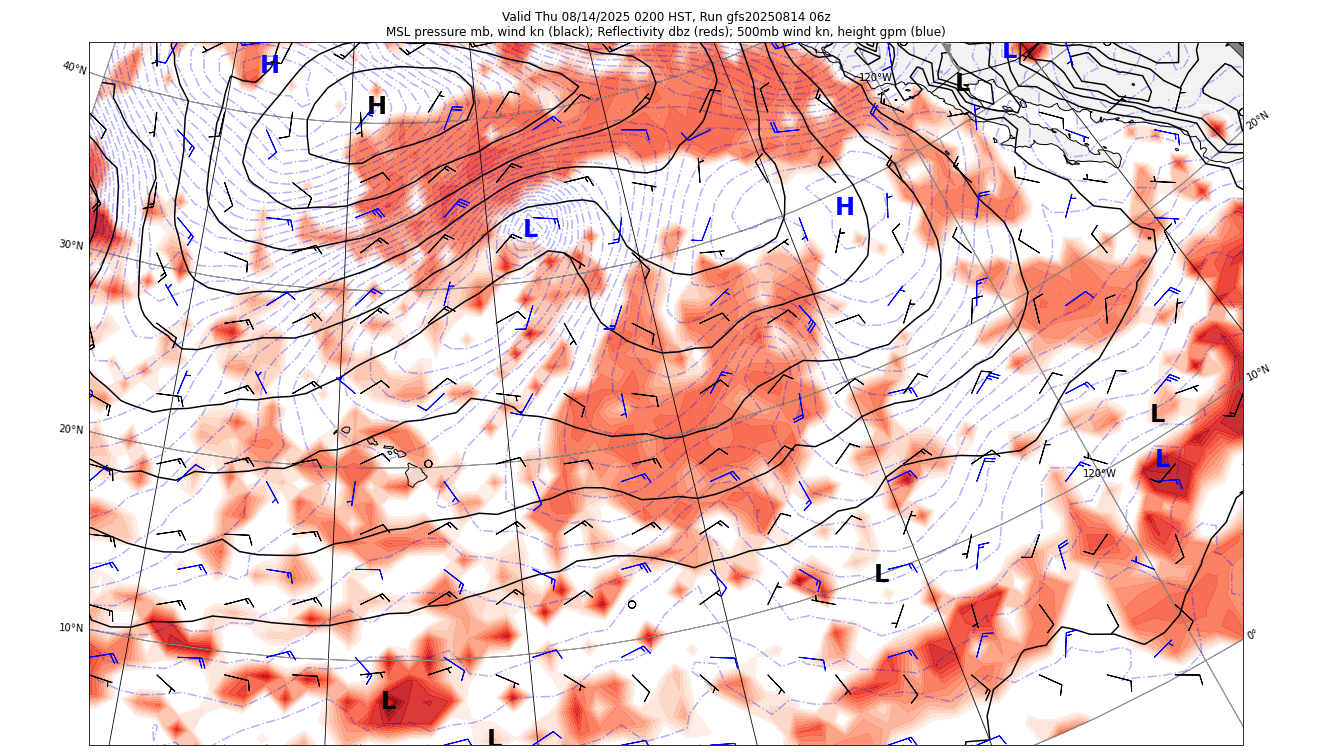 Valid Thu 08/14/2025 0200 HST, Run gfs20250814 06z
MSL pressure mb, wind kn (black); Reflectivity dbz (reds); 500mb wind kn, height gpm (blue)
L
H
40°N
120°W
L
H
20°N
H
L
30°N
10°N
L
20°N
L
120°W
L
10°N
0°
L
L